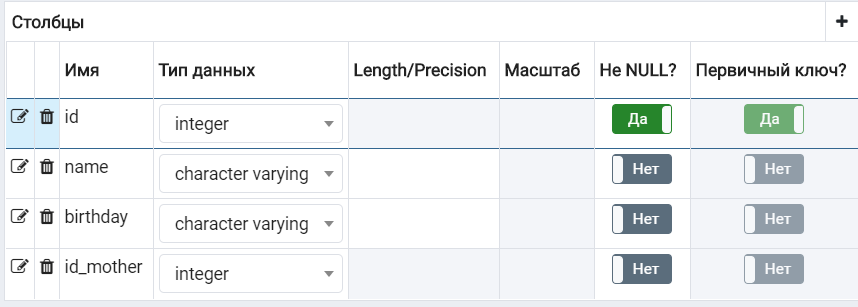 Столбцы
Имя Тип данных Length/Precision Масштаб Не NULL? Первичный ключ?
id integer Да Да
name character varying Нет Нет
birthday character varying Нет Нет
id_mother integer Нет Нет